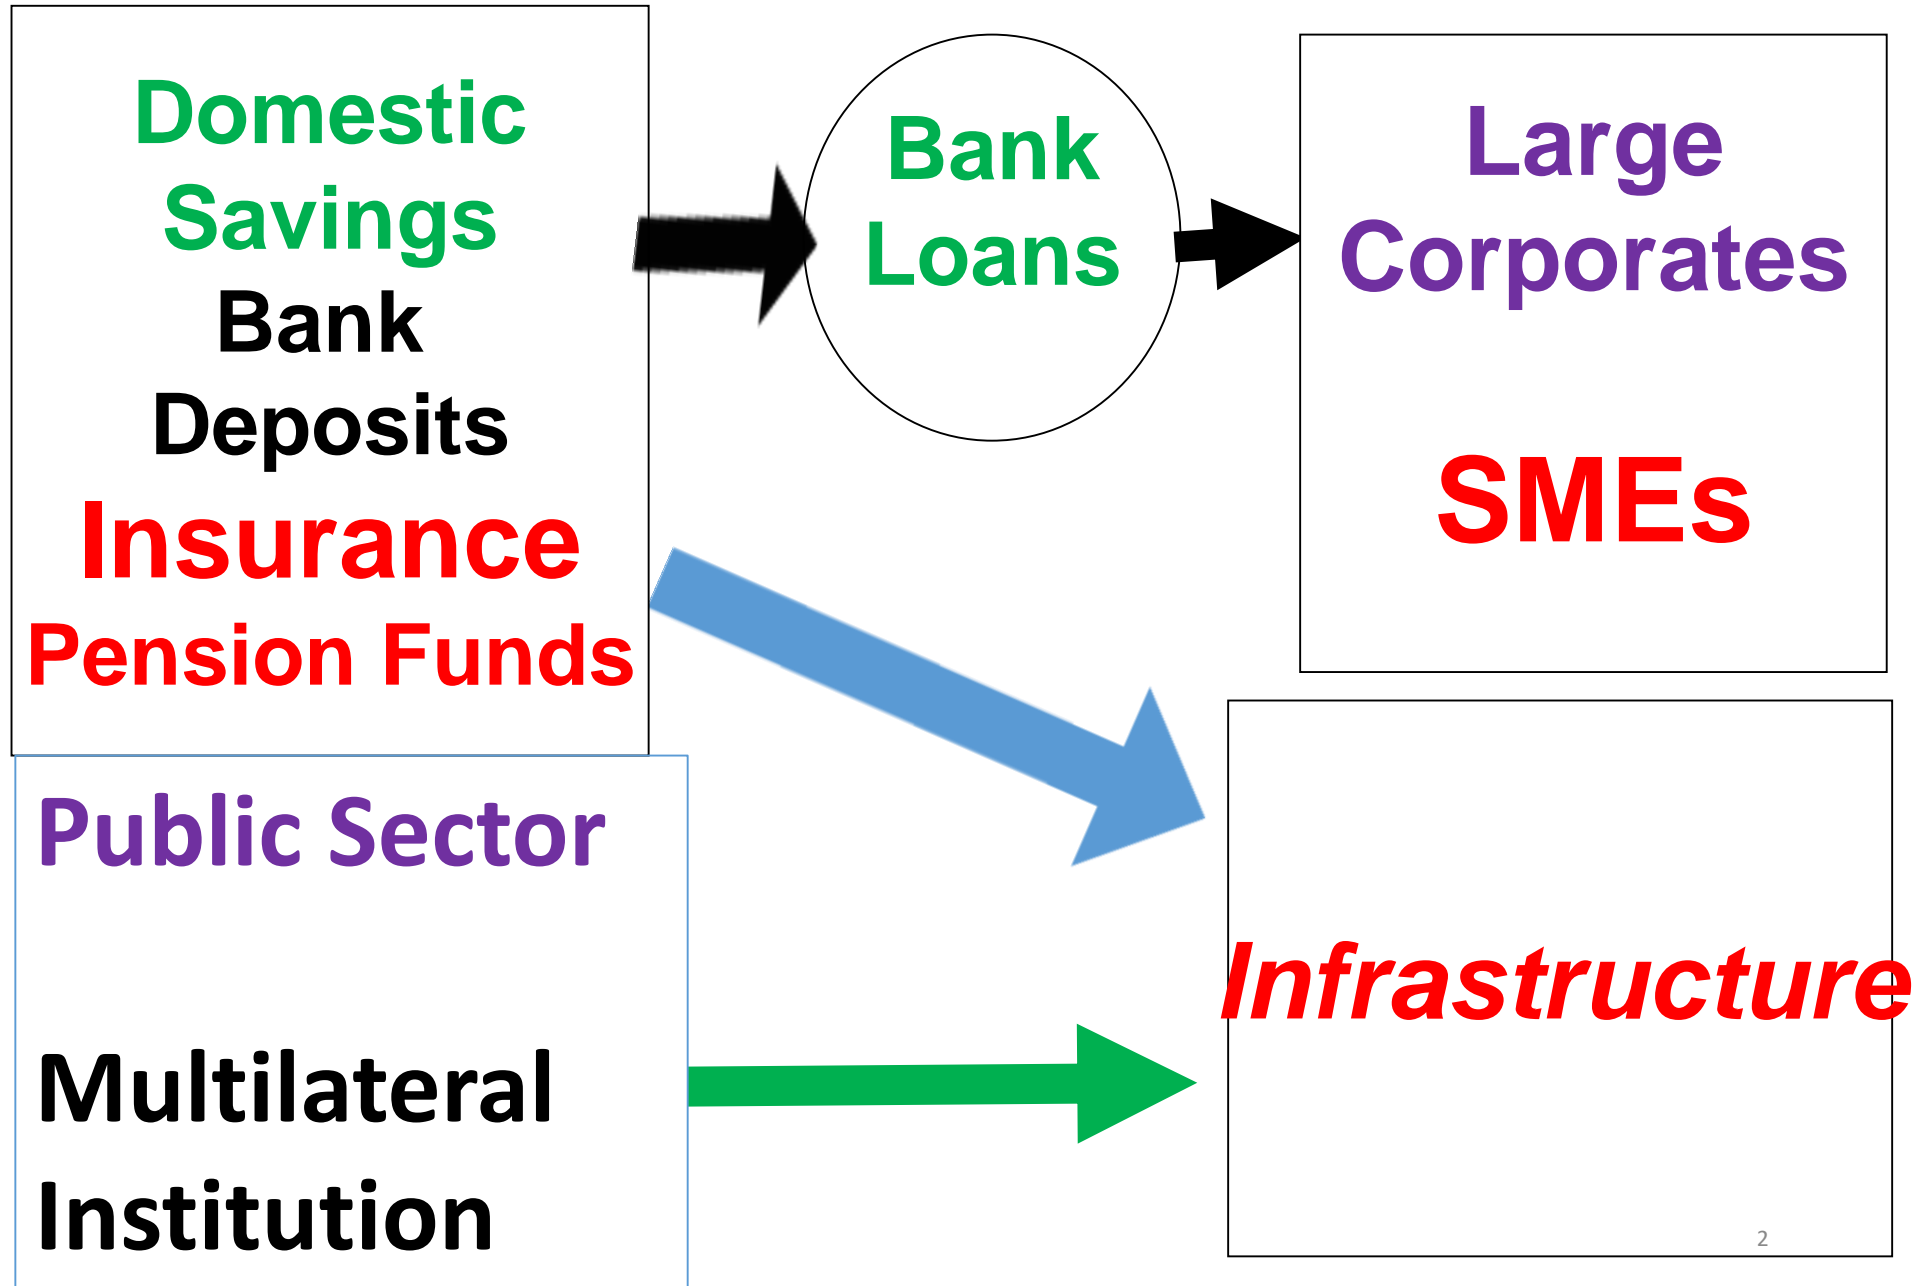 Domestic
Savings
Bank
Deposits
Insurance
Pension Funds
Bank
Loans
Large
Corporates
SMEs
Public Sector
Multilateral
Institution
Infrastructure
2